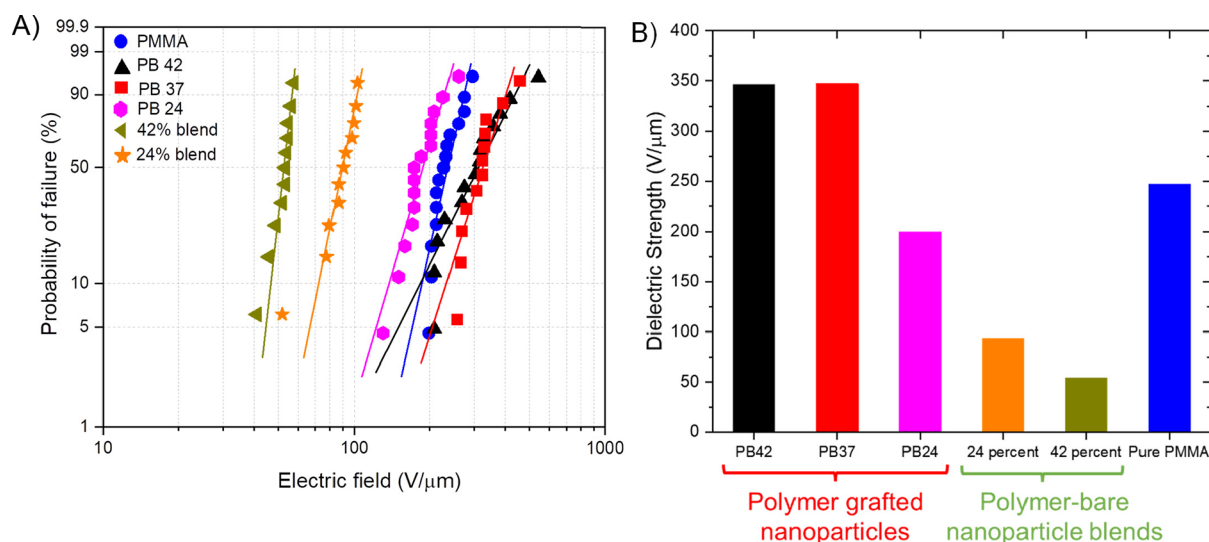 A)
99.9
99
90
50
10
5
1
Probability of failure (%)
PMMA
PB 42
PB 37
PB 24
42% blend
24% blend
10
100
1000
Electric field (V/μm)
B)
400
350
300
250
200
150
100
50
0
Dielectric Strength (V/μm)
PB42 PB37 PB24 24 percent 42 percent Pure PMMA
Polymer grafted
nanoparticles
Polymer-bare
nanoparticle blends